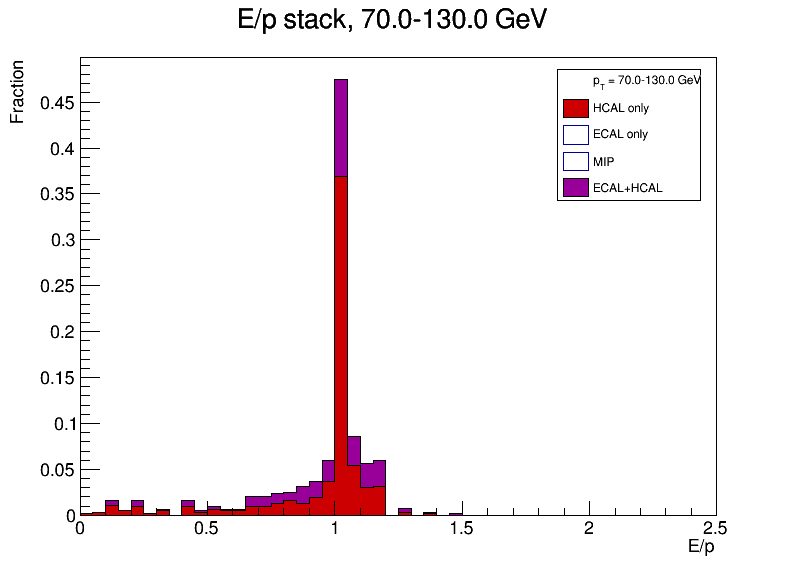 E/p stack, 70.0-130.0 GeV
Fraction
p_T = 70.0-130.0 GeV
HCAL only
ECAL only
MIP
ECAL+HCAL
0.45
0.4
0.35
0.3
0.25
0.2
0.15
0.1
0.05
0
0 0.5 1 1.5 2 2.5
E/p